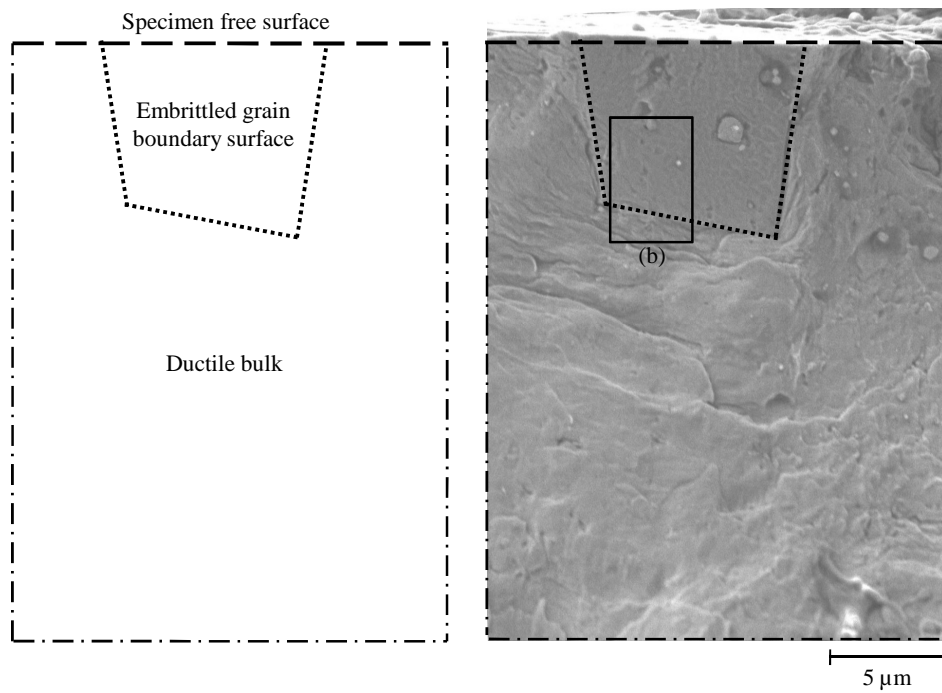 Specimen free surface
Embrittled grain
boundary surface
Ductile bulk
(b)
5 µm